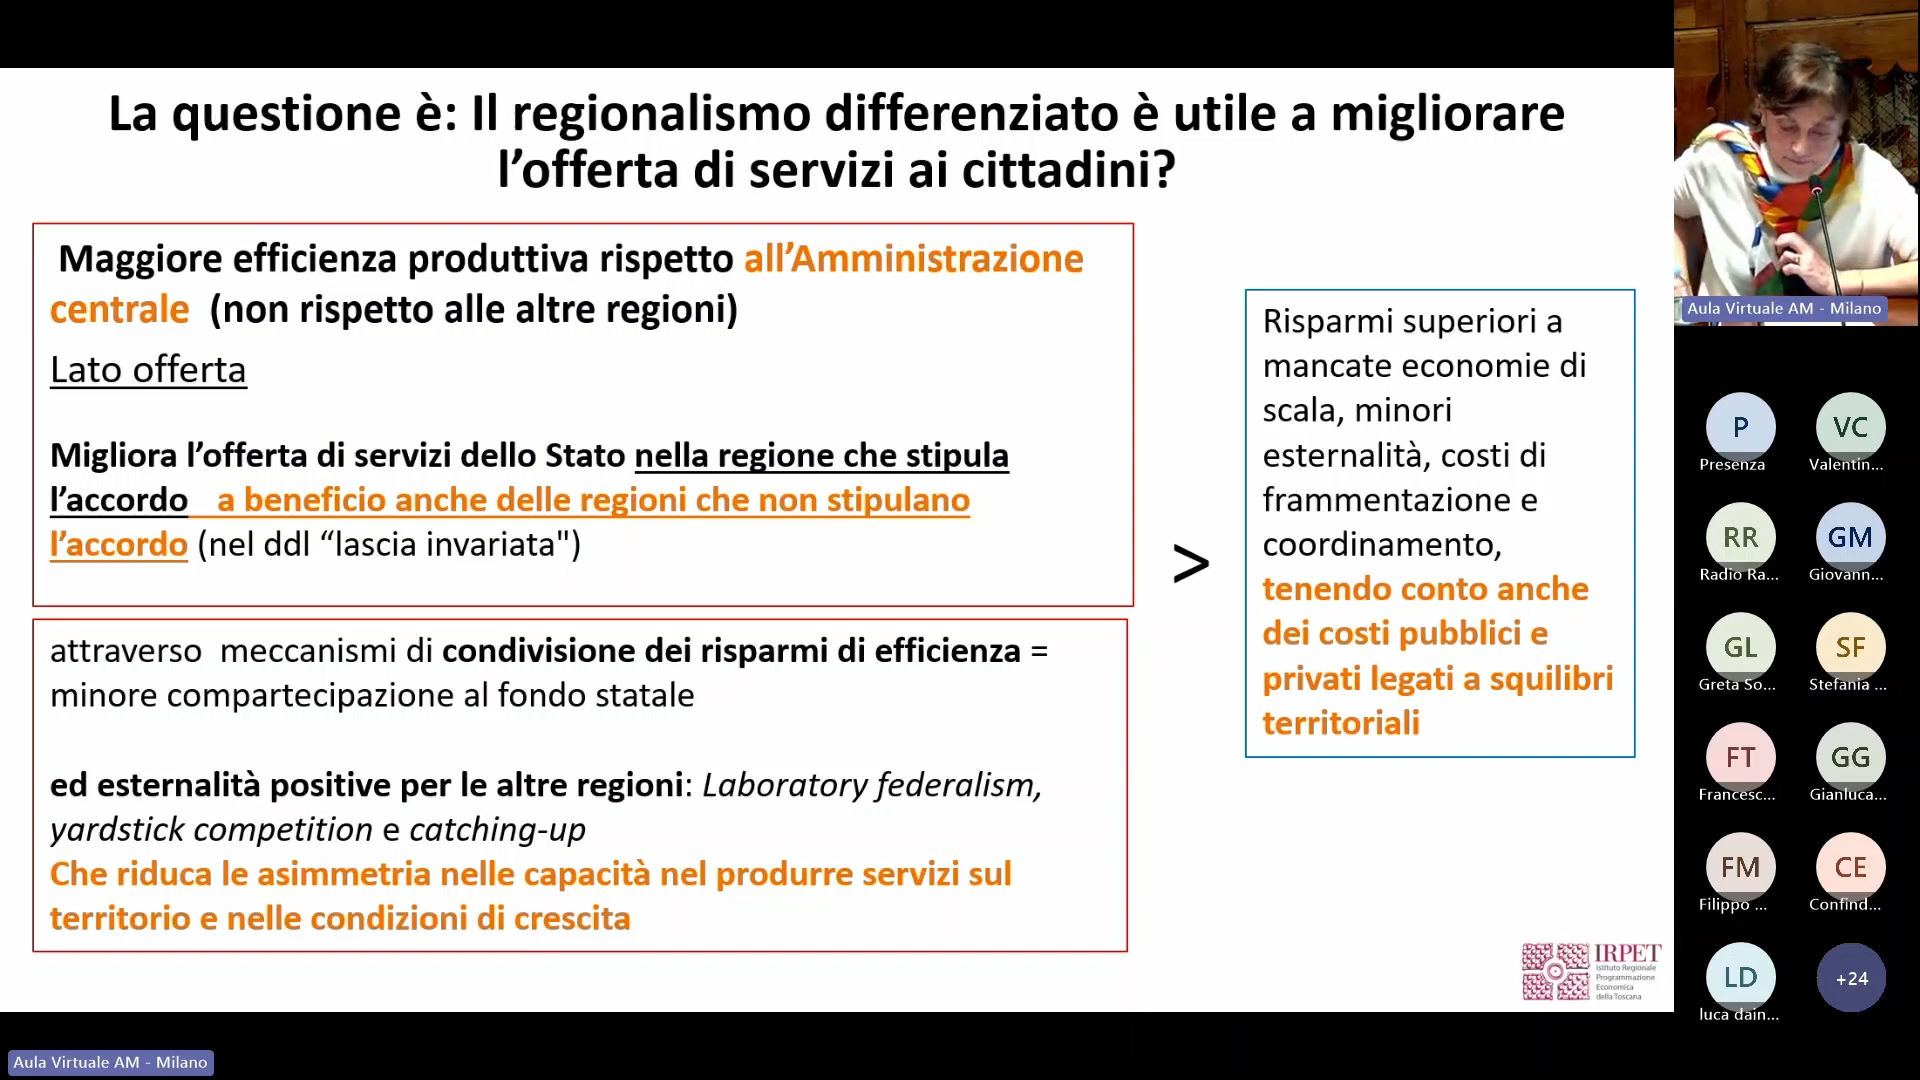 La questione è: Il regionalismo differenziato è utile a migliorare
l’offerta di servizi ai cittadini?
Maggiore efficienza produttiva rispetto all’Amministrazione
centrale (non rispetto alle altre regioni)
Lato offerta
Migliora l’offerta di servizi dello Stato nella regione che stipula
l’accordo a beneficio anche delle regioni che non stipulano
l’accordo (nel ddl “lascia invariata")
attraverso meccanismi di condivisione dei risparmi di efficienza =
minore compartecipazione al fondo statale
ed esternalità positive per le altre regioni: Laboratory federalism,
yardstick competition e catching-up
Che riduca le asimmetria nelle capacità nel produrre servizi sul
territorio e nelle condizioni di crescita
>
Risparmi superiori a
mancate economie di
scala, minori
esternalità, costi di
frammentazione e
coordinamento,
tenendo conto anche
dei costi pubblici e
privati legati a squilibri
territoriali
IRPET
Istituto Regionale
Programmazione
Economica
della Toscana
Aula Virtuale AM - Milano
P
Presenza
VC
Valentin...
RR
Radio Ra...
GM
Giovann...
GL
Greta So...
SF
Stefania ...
FT
Francesc...
GG
Gianluca...
FM
Filippo ...
CE
Confind...
LD
luca dain...
+24
Aula Virtuale AM - Milano